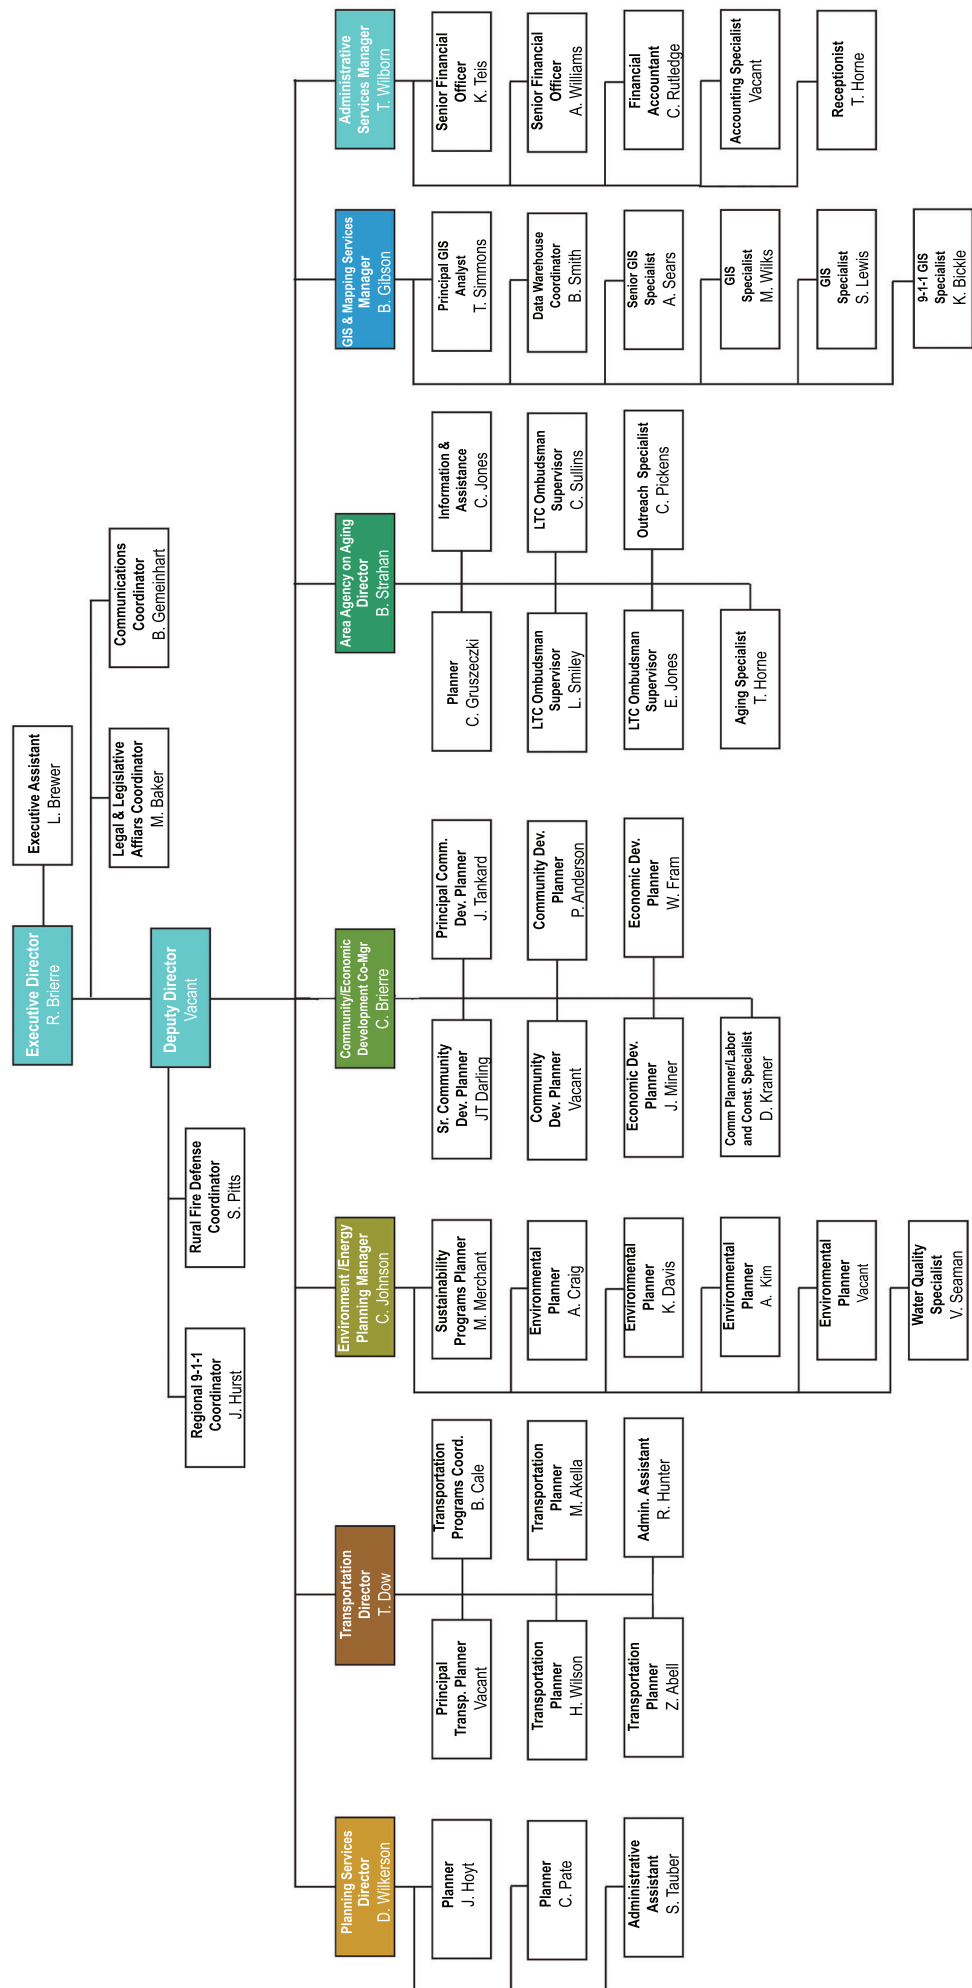 Executive Director
R. Brierre
Executive Assistant
L. Brewer
Legal & Legislative
Affiars Coordinator
M. Baker
Communications
Coordinator
B. Gemeinhart
Deputy Director
Vacant
Regional 9-1-1
Coordinator
J. Hurst
Rural Fire Defense
Coordinator
S. Pitts
Planning Services
Director
D. Wilkerson
Planner
J. Hoyt
Planner
C. Pate
Administrative
Assistant
S. Tauber
Transportation
Director
T. Dow
Principal
Transp. Planner
Vacant
Transportation
Programs Coord.
B. Cale
Transportation
Planner
H. Wilson
Transportation
Planner
M. Akella
Transportation
Planner
Z. Abell
Admin. Assistant
R. Hunter
Environment /Energy
Planning Manager
C. Johnson
Sustainability
Programs Planner
M. Merchant
Environmental
Planner
A. Craig
Environmental
Planner
K. Davis
Environmental
Planner
A. Kim
Environmental
Planner
Vacant
Water Quality
Specialist
V. Seaman
Community/Economic
Development Co-Mgr
C. Brierre
Sr. Community
Dev. Planner
JT Darling
Principal Comm.
Dev. Planner
J. Tankard
Community
Dev. Planner
Vacant
Community Dev.
Planner
P. Anderson
Economic Dev.
Planner
J. Miner
Economic Dev.
Planner
W. Fram
Comm Planner/Labor
and Const. Specialist
D. Kramer
Area Agency on Aging
Director
B. Strahan
Planner
C. Gruszeczki
Information &
Assistance
C. Jones
LTC Ombudsman
Supervisor
L. Smiley
LTC Ombudsman
Supervisor
C. Sullins
LTC Ombudsman
Supervisor
E. Jones
Outreach Specialist
C. Pickens
Aging Specialist
T. Horne
GIS & Mapping Services
Manager
B. Gibson
Principal GIS
Analyst
T. Simmons
Data Warehouse
Coordinator
B. Smith
Senior GIS
Specialist
A. Sears
GIS
Specialist
M. Wilks
GIS
Specialist
S. Lewis
9-1-1 GIS
Specialist
K. Bickle
Administrative
Services Manager
T. Wilborn
Senior Financial
Officer
K. Teis
Senior Financial
Officer
A. Williams
Financial
Accountant
C. Rutledge
Accounting Specialist
Vacant
Receptionist
T. Horne